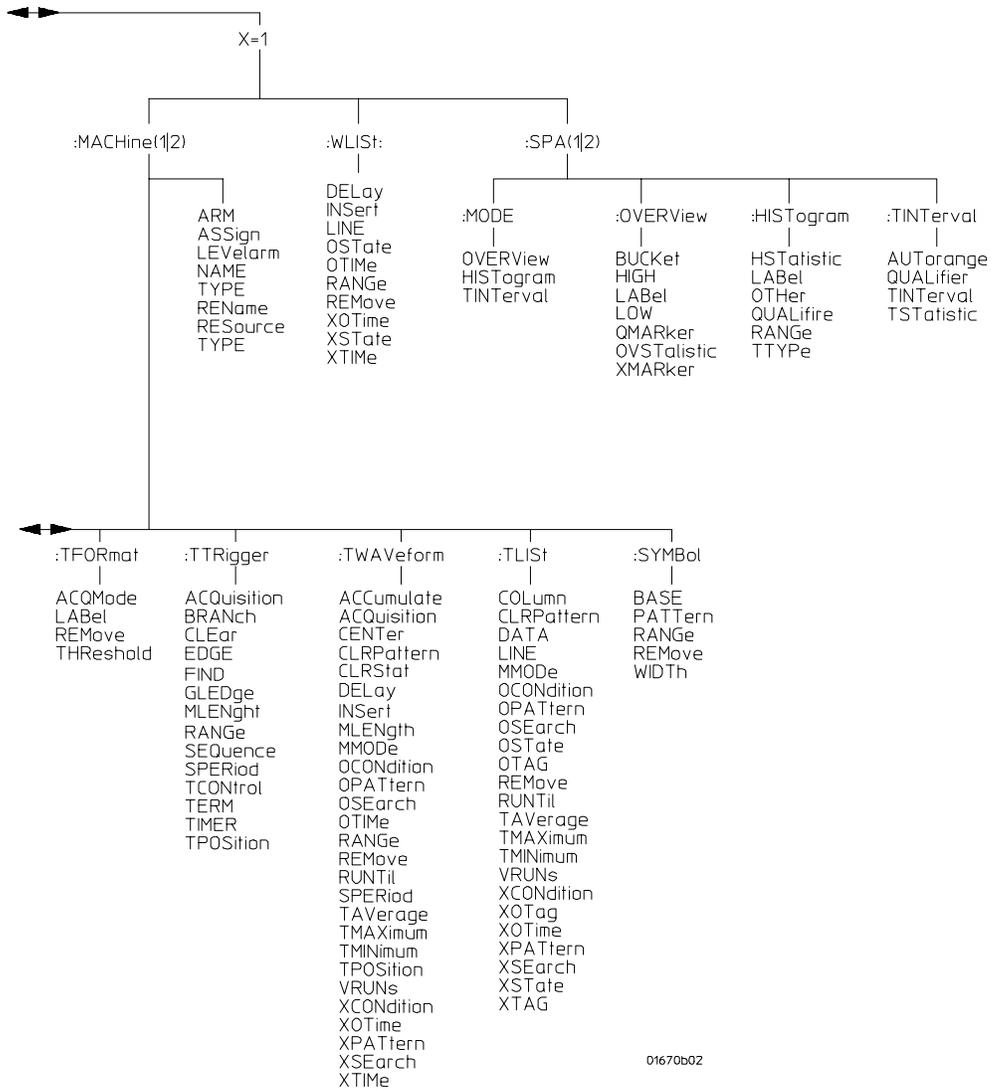 X=1
:MACHine(1|2)
:WLISt:
:SPA(1|2)
ARM
ASSign
LEVelarm
NAME
TYPE
REName
RESource
TYPE
DELay
INSert
LINE
OSTate
OTIMe
RANGe
REMove
XOTime
XSTate
XTIMe
:MODE
OVERView
HISTogram
TINTerval
:OVERView
BUCKet
HIGH
LABel
LOW
QMARker
OVSTalistic
XMARker
:HISTogram
HSTatistic
LABel
OTHer
QUALifire
RANGe
TTYPe
:TINTerval
AUTorange
QUALifier
TINTerval
TSTatistic
:TFORmat
ACQMode
LABel
REMove
THReshold
:TTRigger
ACQuisition
BRANch
CLEar
EDGE
FIND
GLEDge
MLENght
RANGe
SEQuence
SPERiod
TCONtrol
TERM
TIMER
TPOSition
:TWAVeform
ACCumulate
ACQuisition
CENTer
CLRPattern
CLRStat
DELay
INSert
MLENgth
MMODe
OCONdition
OPATtern
OSEarch
OTIMe
RANGe
REMove
RUNTil
SPERiod
TAVerage
TMAXimum
TMINimum
TPOSition
VRUNs
XCONdition
XOTime
XPATtern
XSEarch
XTIMe
:TLISt
COLumn
CLRPattern
DATA
LINE
MMODe
OCONdition
OPATtern
OSEarch
OSTate
OTAG
REMove
RUNTil
TAVerage
TMAXimum
TMINimum
VRUNs
XCONdition
XOTag
XOTime
XPATtern
XSEarch
XSTate
XTAG
:SYMBol
BASE
PATTern
RANGe
REMove
WIDTh
01670b02